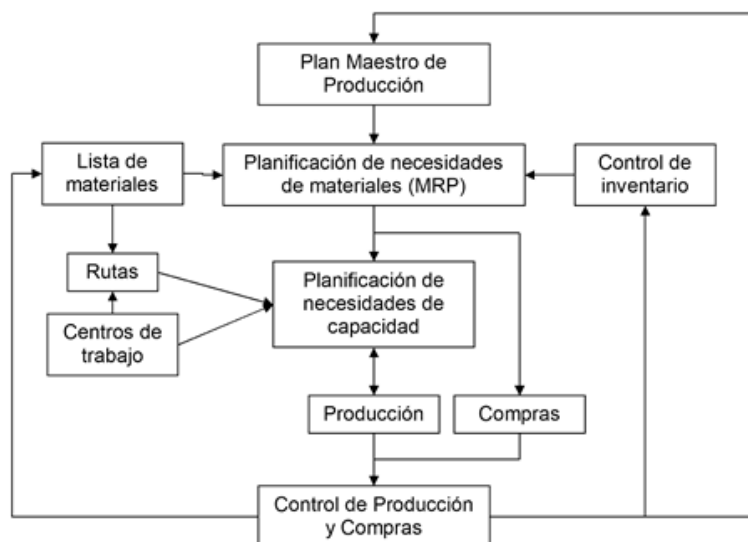 Plan Maestro de
Producción
Lista de
materiales
Planificación de necesidades
de materiales (MRP)
Control de
inventario
Rutas
Planificación de
necesidades de
capacidad
Centros de
trabajo
Producción
Compras
Control de Producción
y Compras